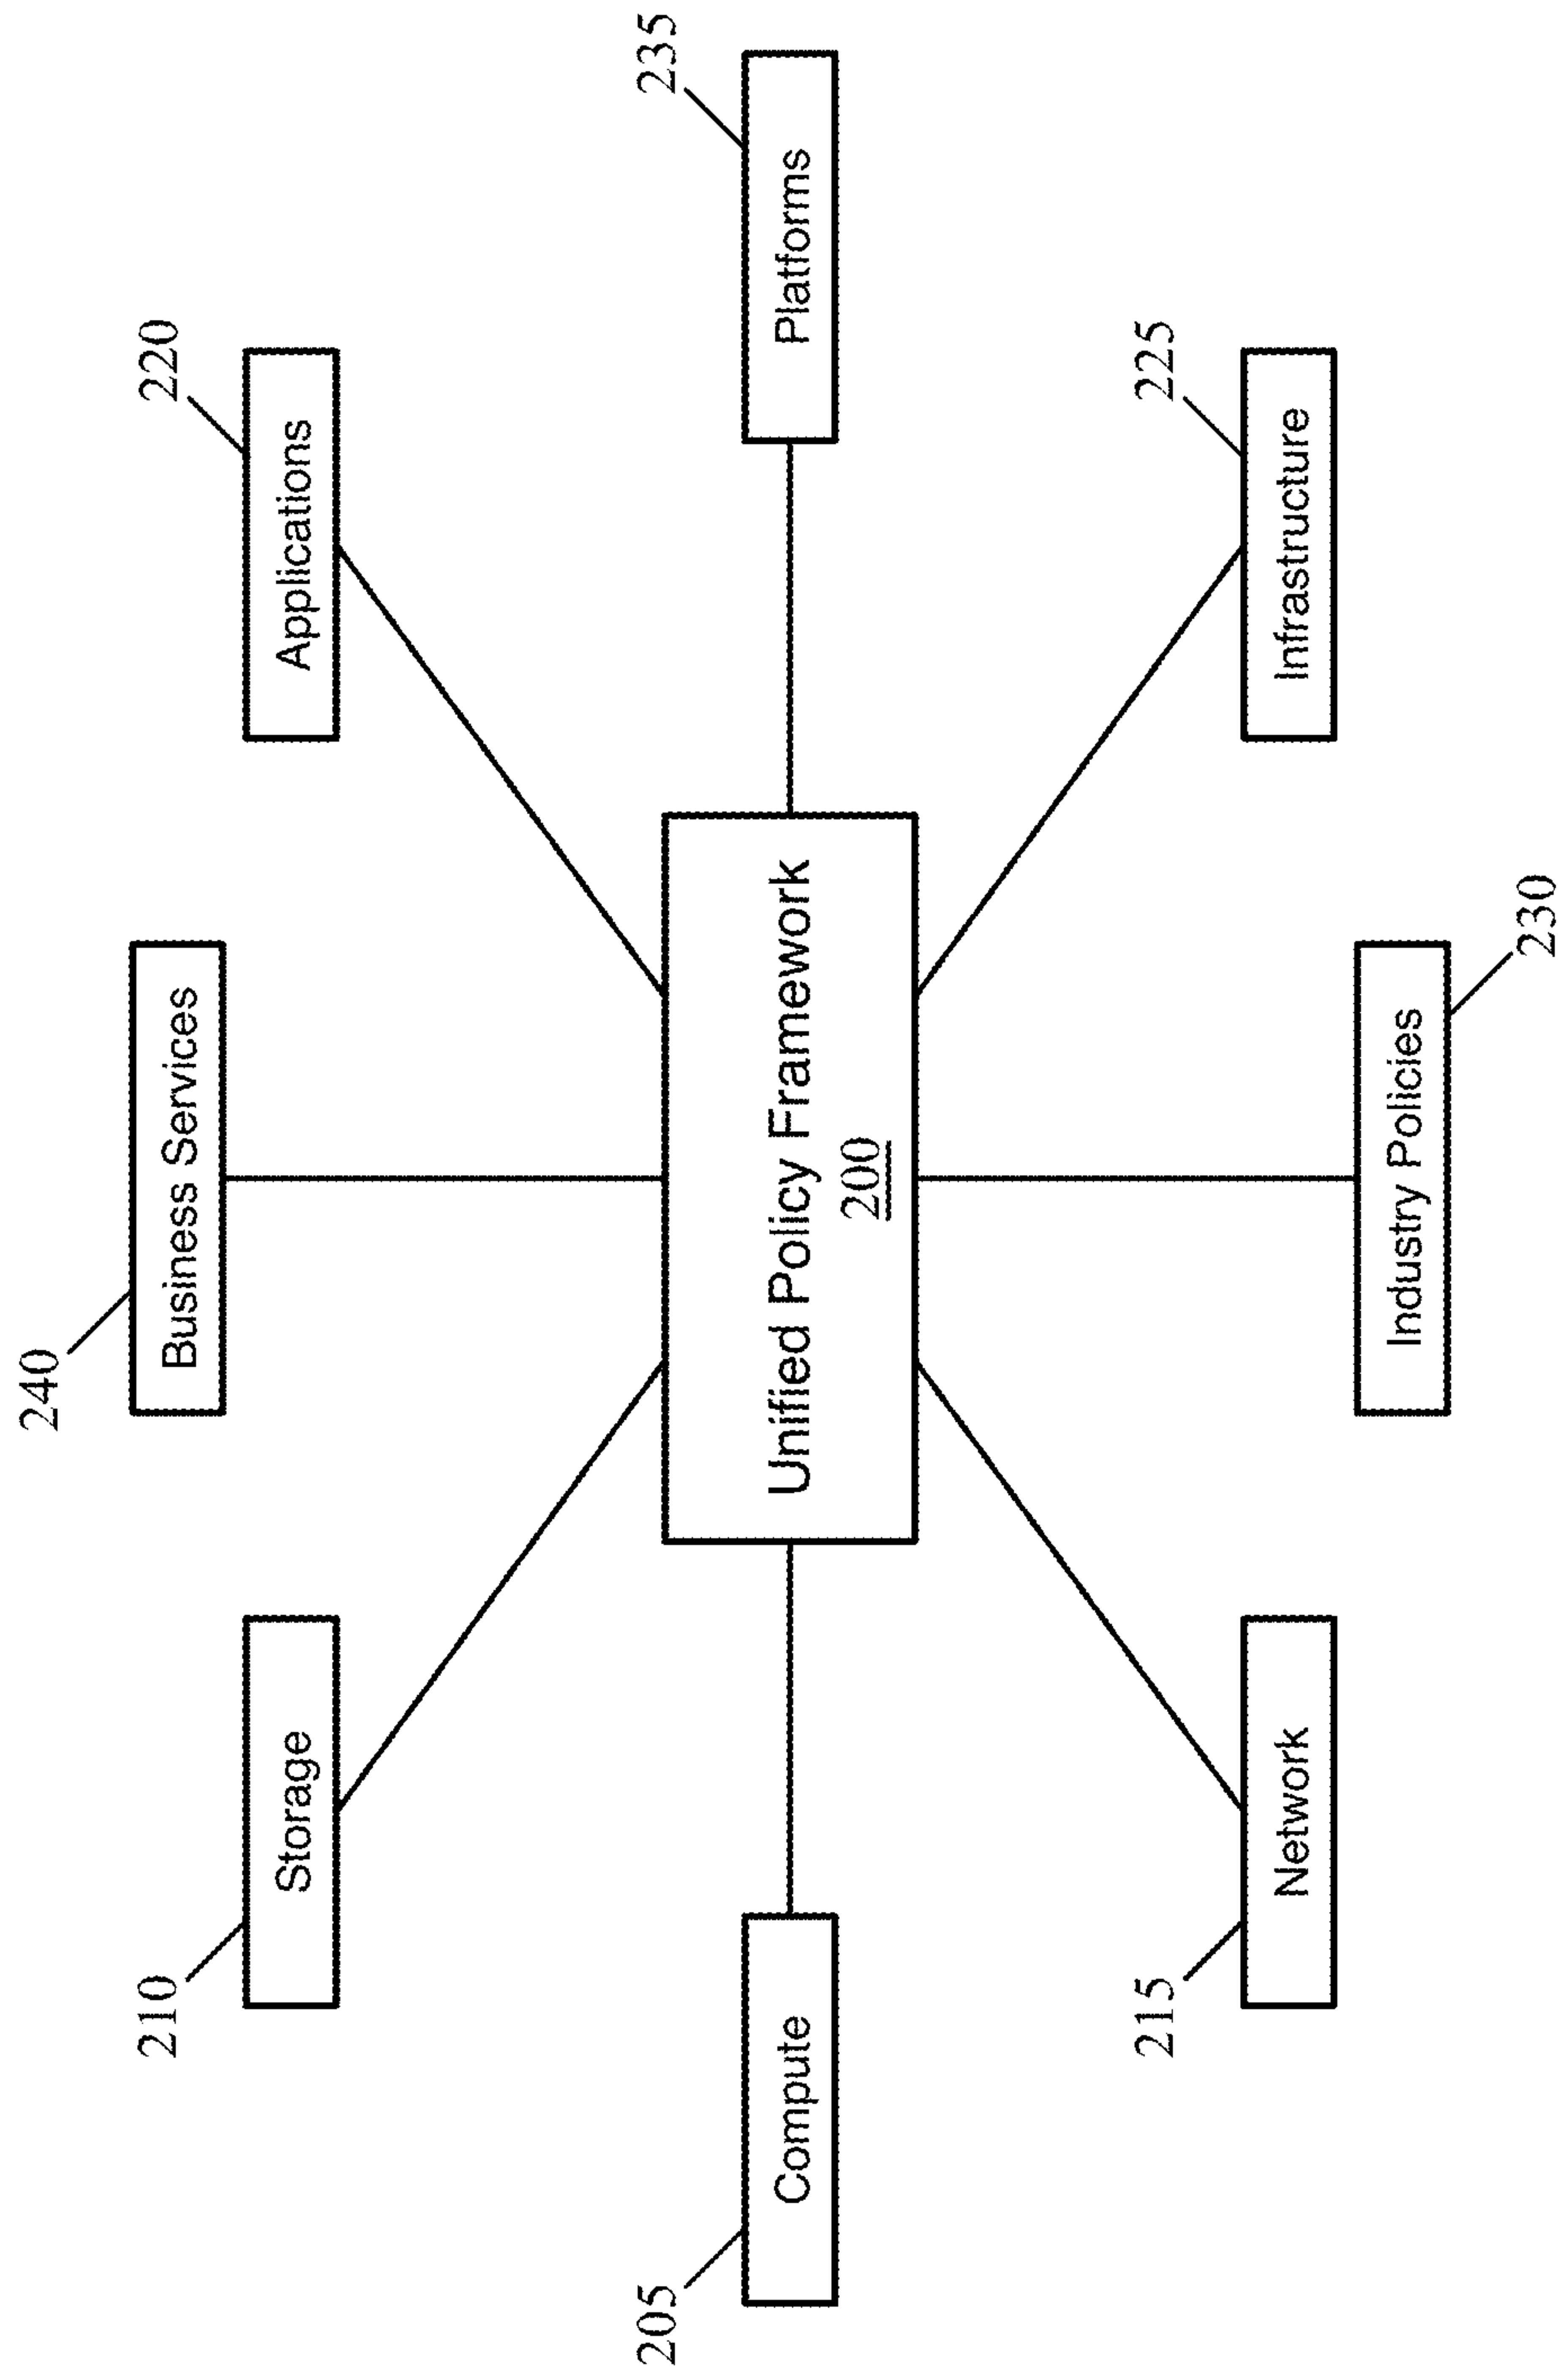 240
Business Services
210
Storage
220
Applications
205
Compute
Unified Policy Framework
200
235
Platforms
215
Network
225
Infrastructure
Industry Policies
230